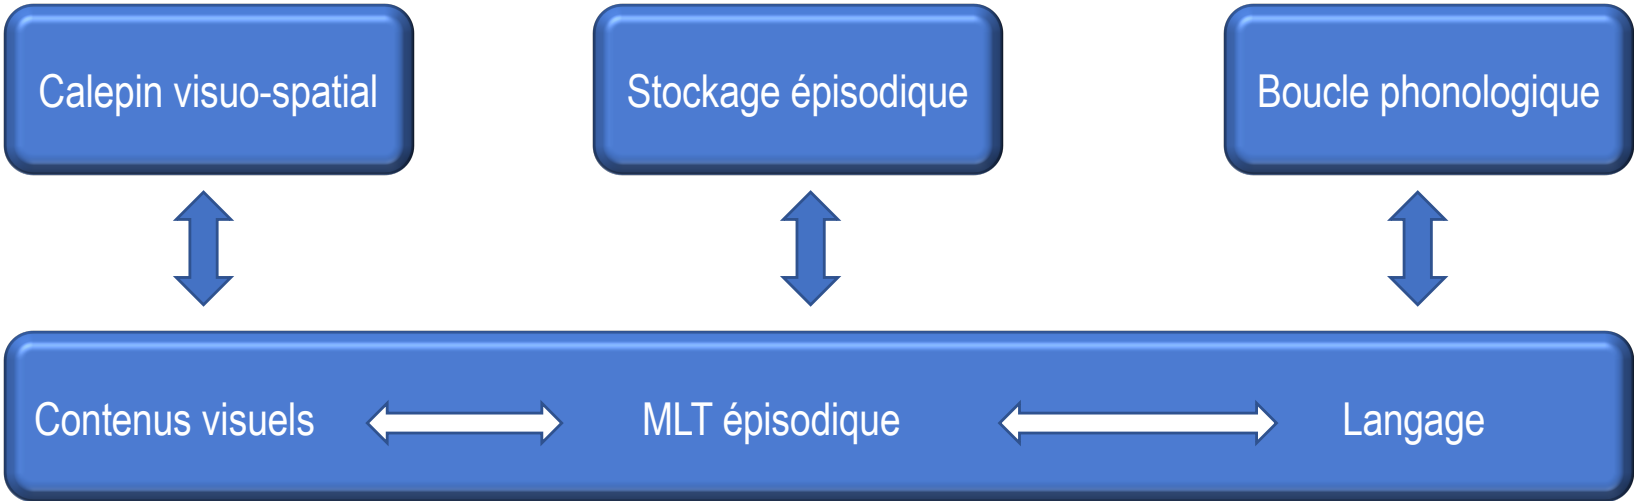 Calepin visuo-spatial
Stockage épisodique
Boucle phonologique
Contenus visuels
MLT épisodique
Langage